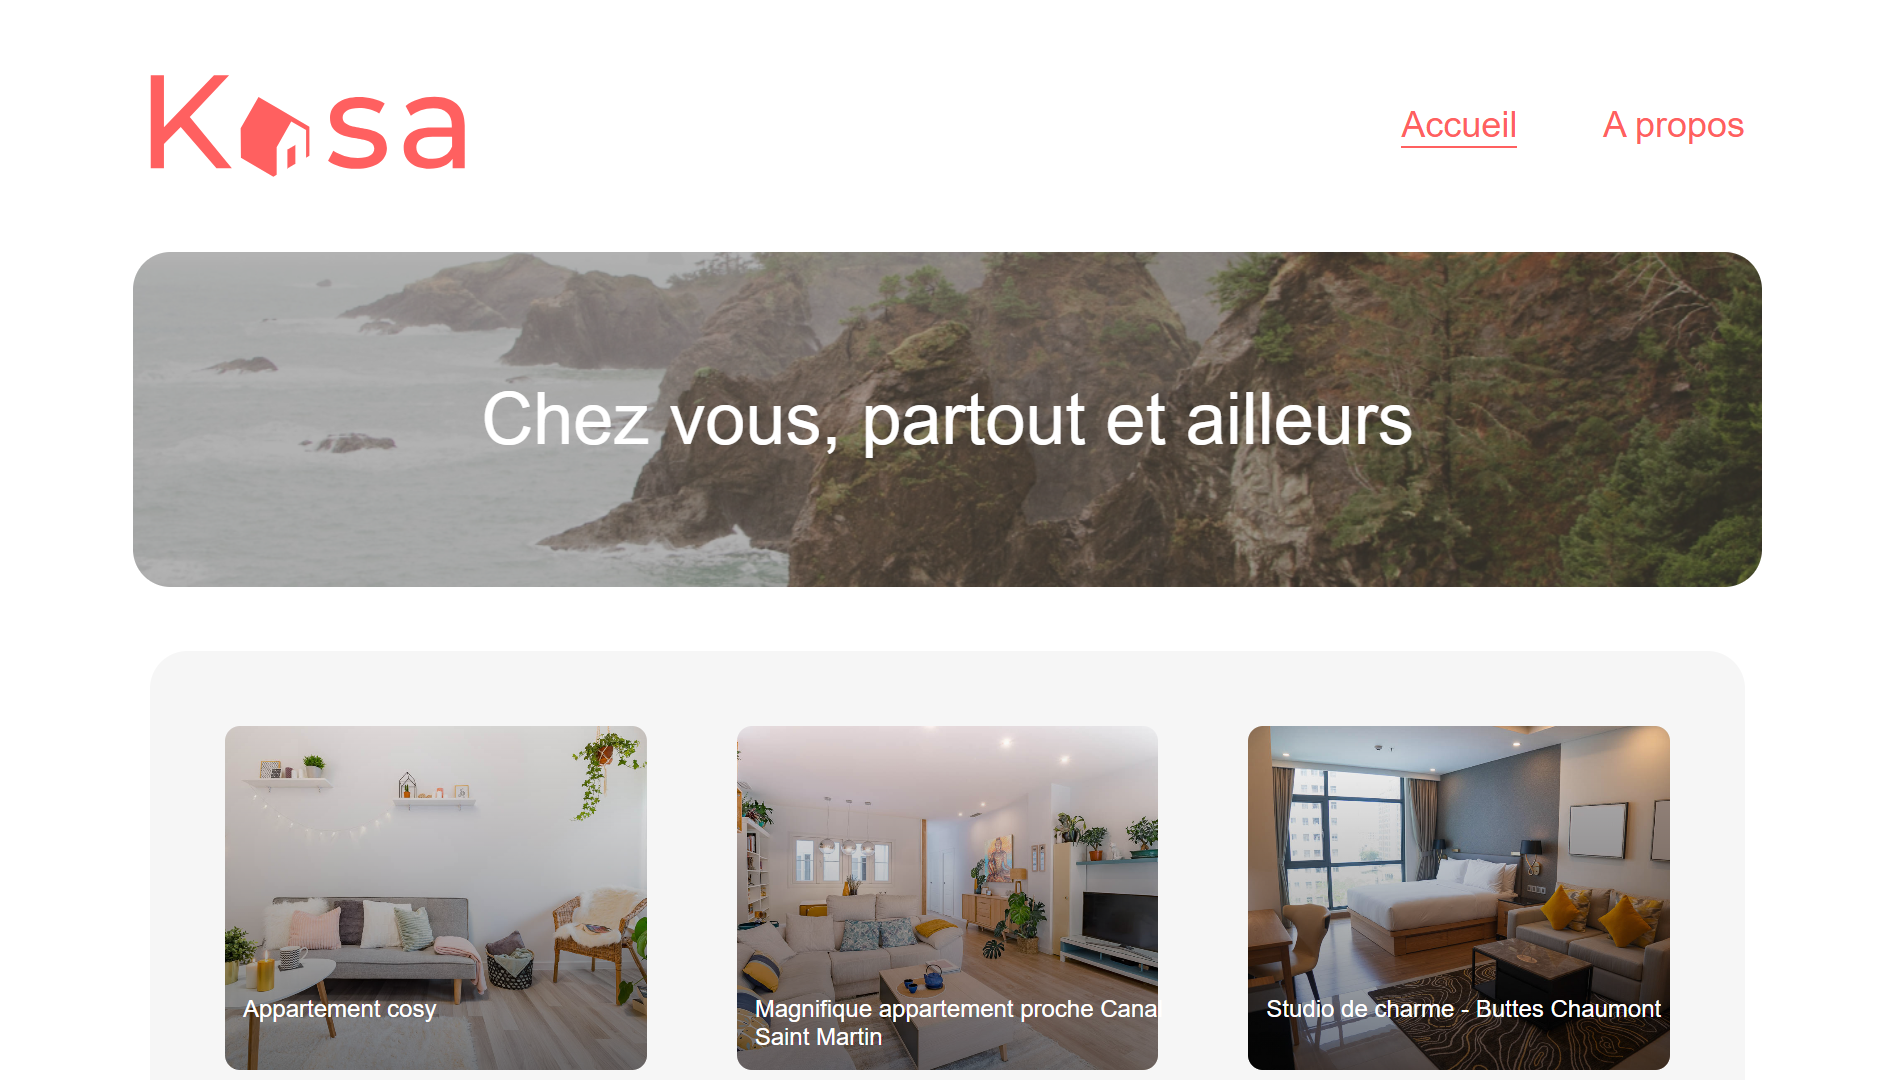 Kasa
Accueil
A propos
Chez vous, partout et ailleurs
Appartement cosy
Magnifique appartement proche Canal
Saint Martin
Studio de charme - Buttes Chaumont